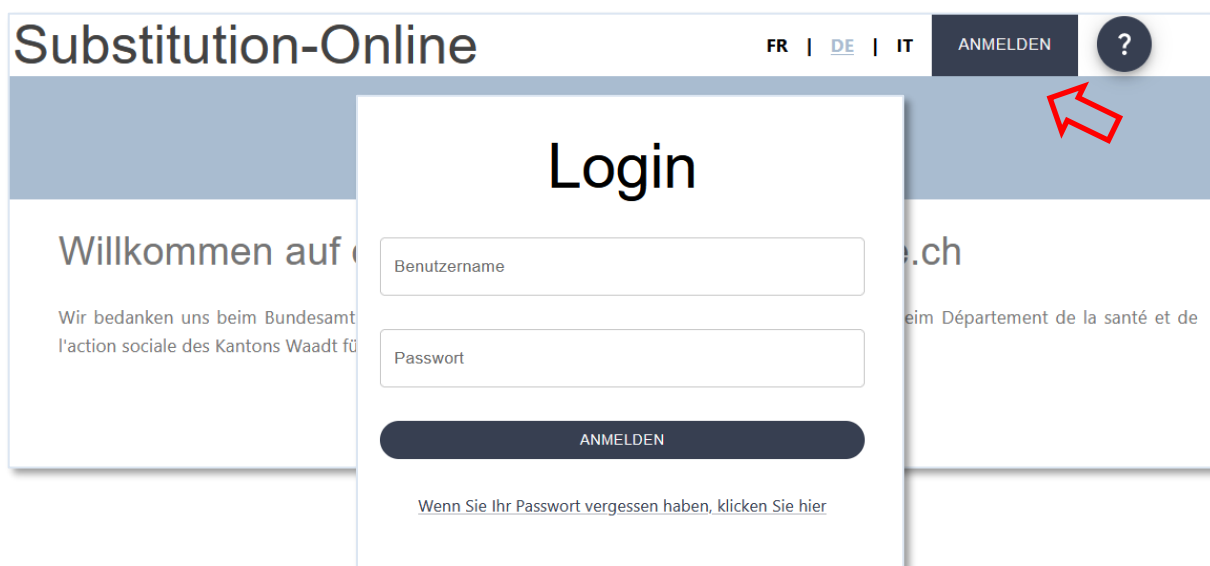 Substitution-Online
FR | DE | IT
ANMELDEN
?
Login
Willkommen auf .ch
Benutzername
Wir bedanken uns beim Bundesamt eim Département de la santé et de
l'action sociale des Kantons Waadt fü
Passwort
ANMELDEN
Wenn Sie Ihr Passwort vergessen haben, klicken Sie hier